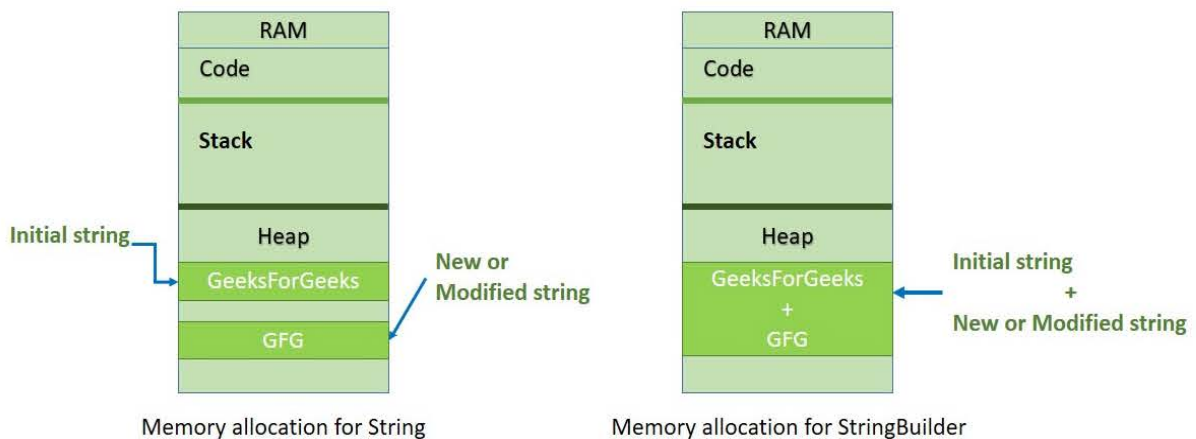 RAM
Code
Stack
Heap
Initial string
GeeksForGeeks
New or
Modified string
GFG
Memory allocation for String
RAM
Code
Stack
Heap
GeeksForGeeks
+
GFG
Initial string
+
New or Modified string
Memory allocation for StringBuilder